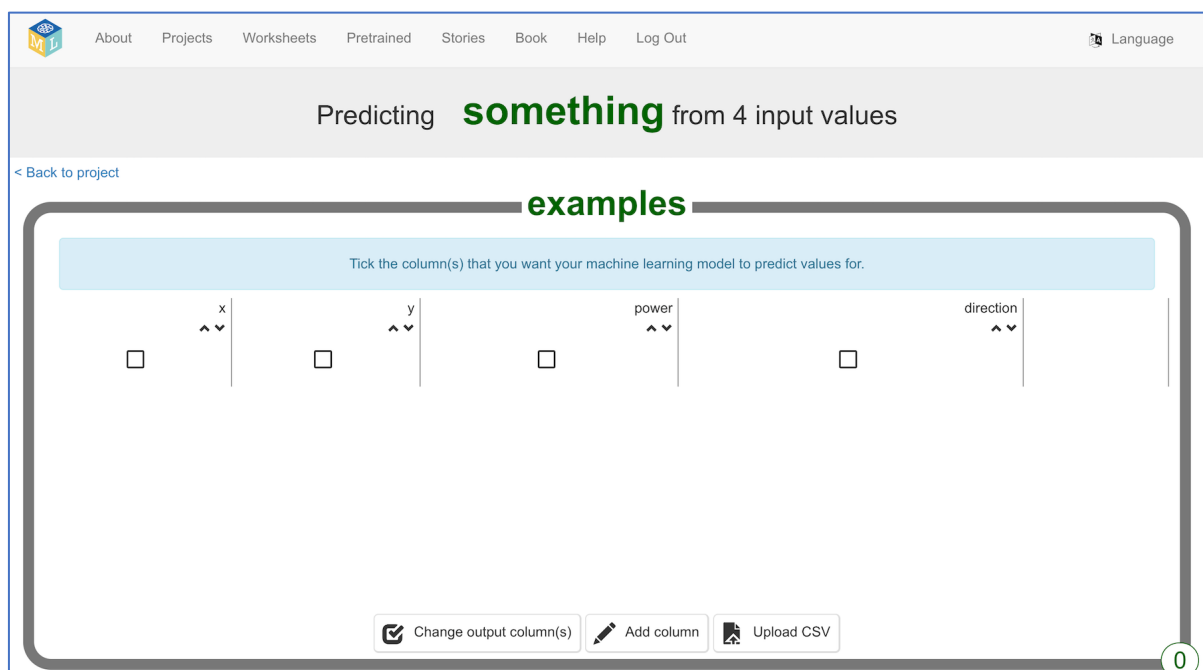 ML About Projects Worksheets Pretrained Stories Book Help Log Out Language
Predicting something from 4 input values
< Back to project
examples
Tick the column(s) that you want your machine learning model to predict values for.
x y power direction
Change output column(s) Add column Upload CSV
0